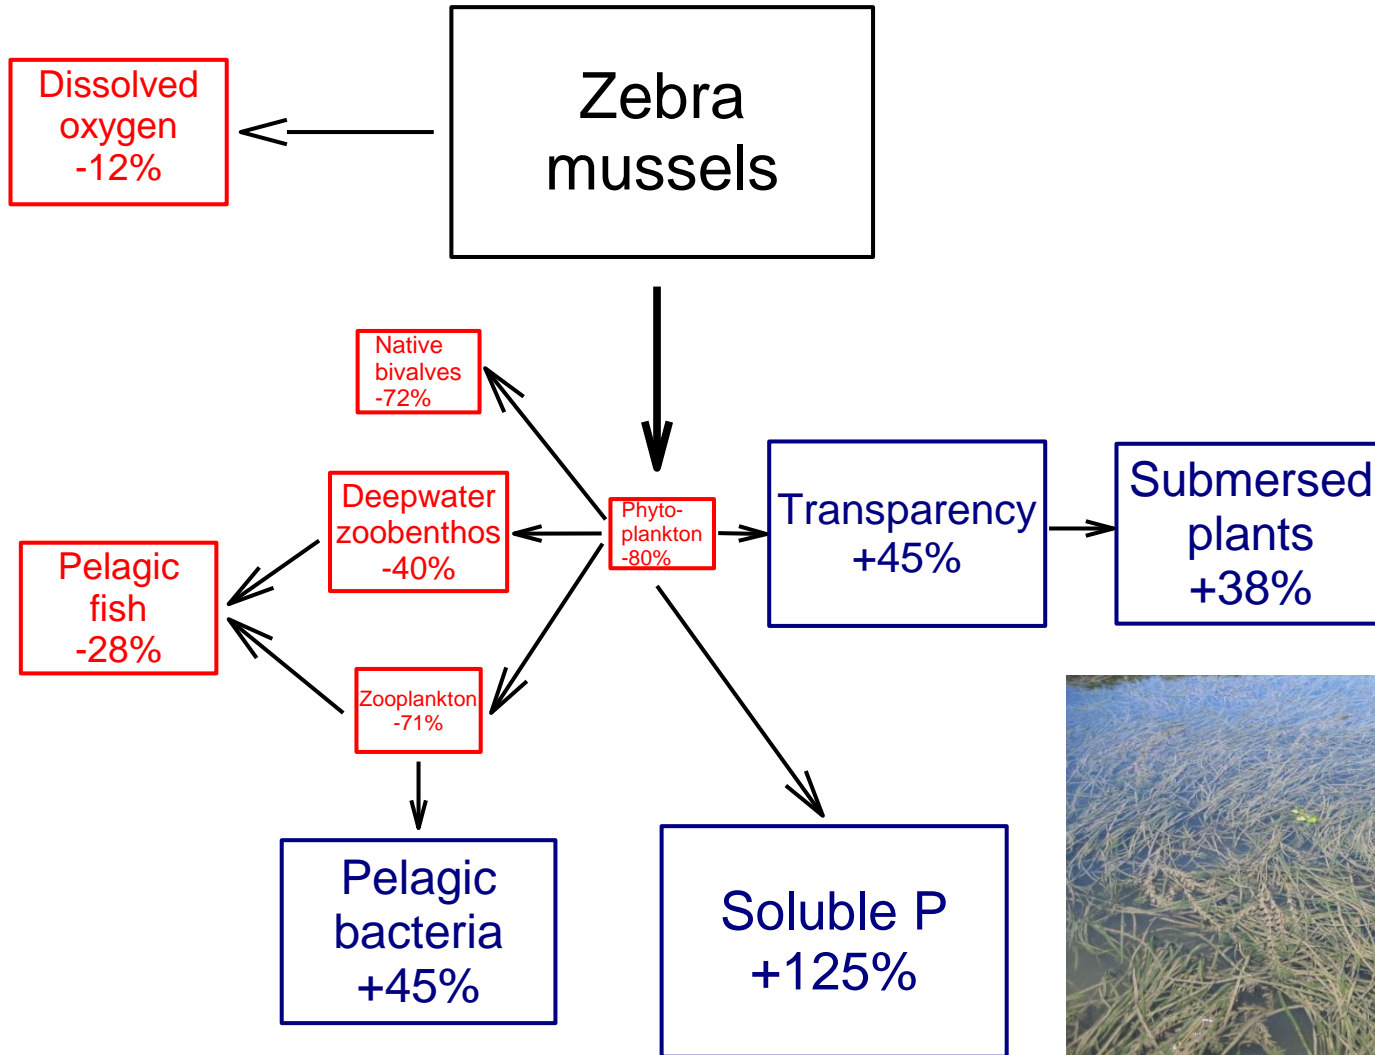 Zebra
mussels
Dissolved
oxygen
-12%
Native
bivalves
-72%
Deepwater
zoobenthos
-40%
Phyto-
plankton
-80%
Transparency
+45%
Submersed
plants
+38%
Pelagic
fish
-28%
Zooplankton
-71%
Pelagic
bacteria
+45%
Soluble P
+125%